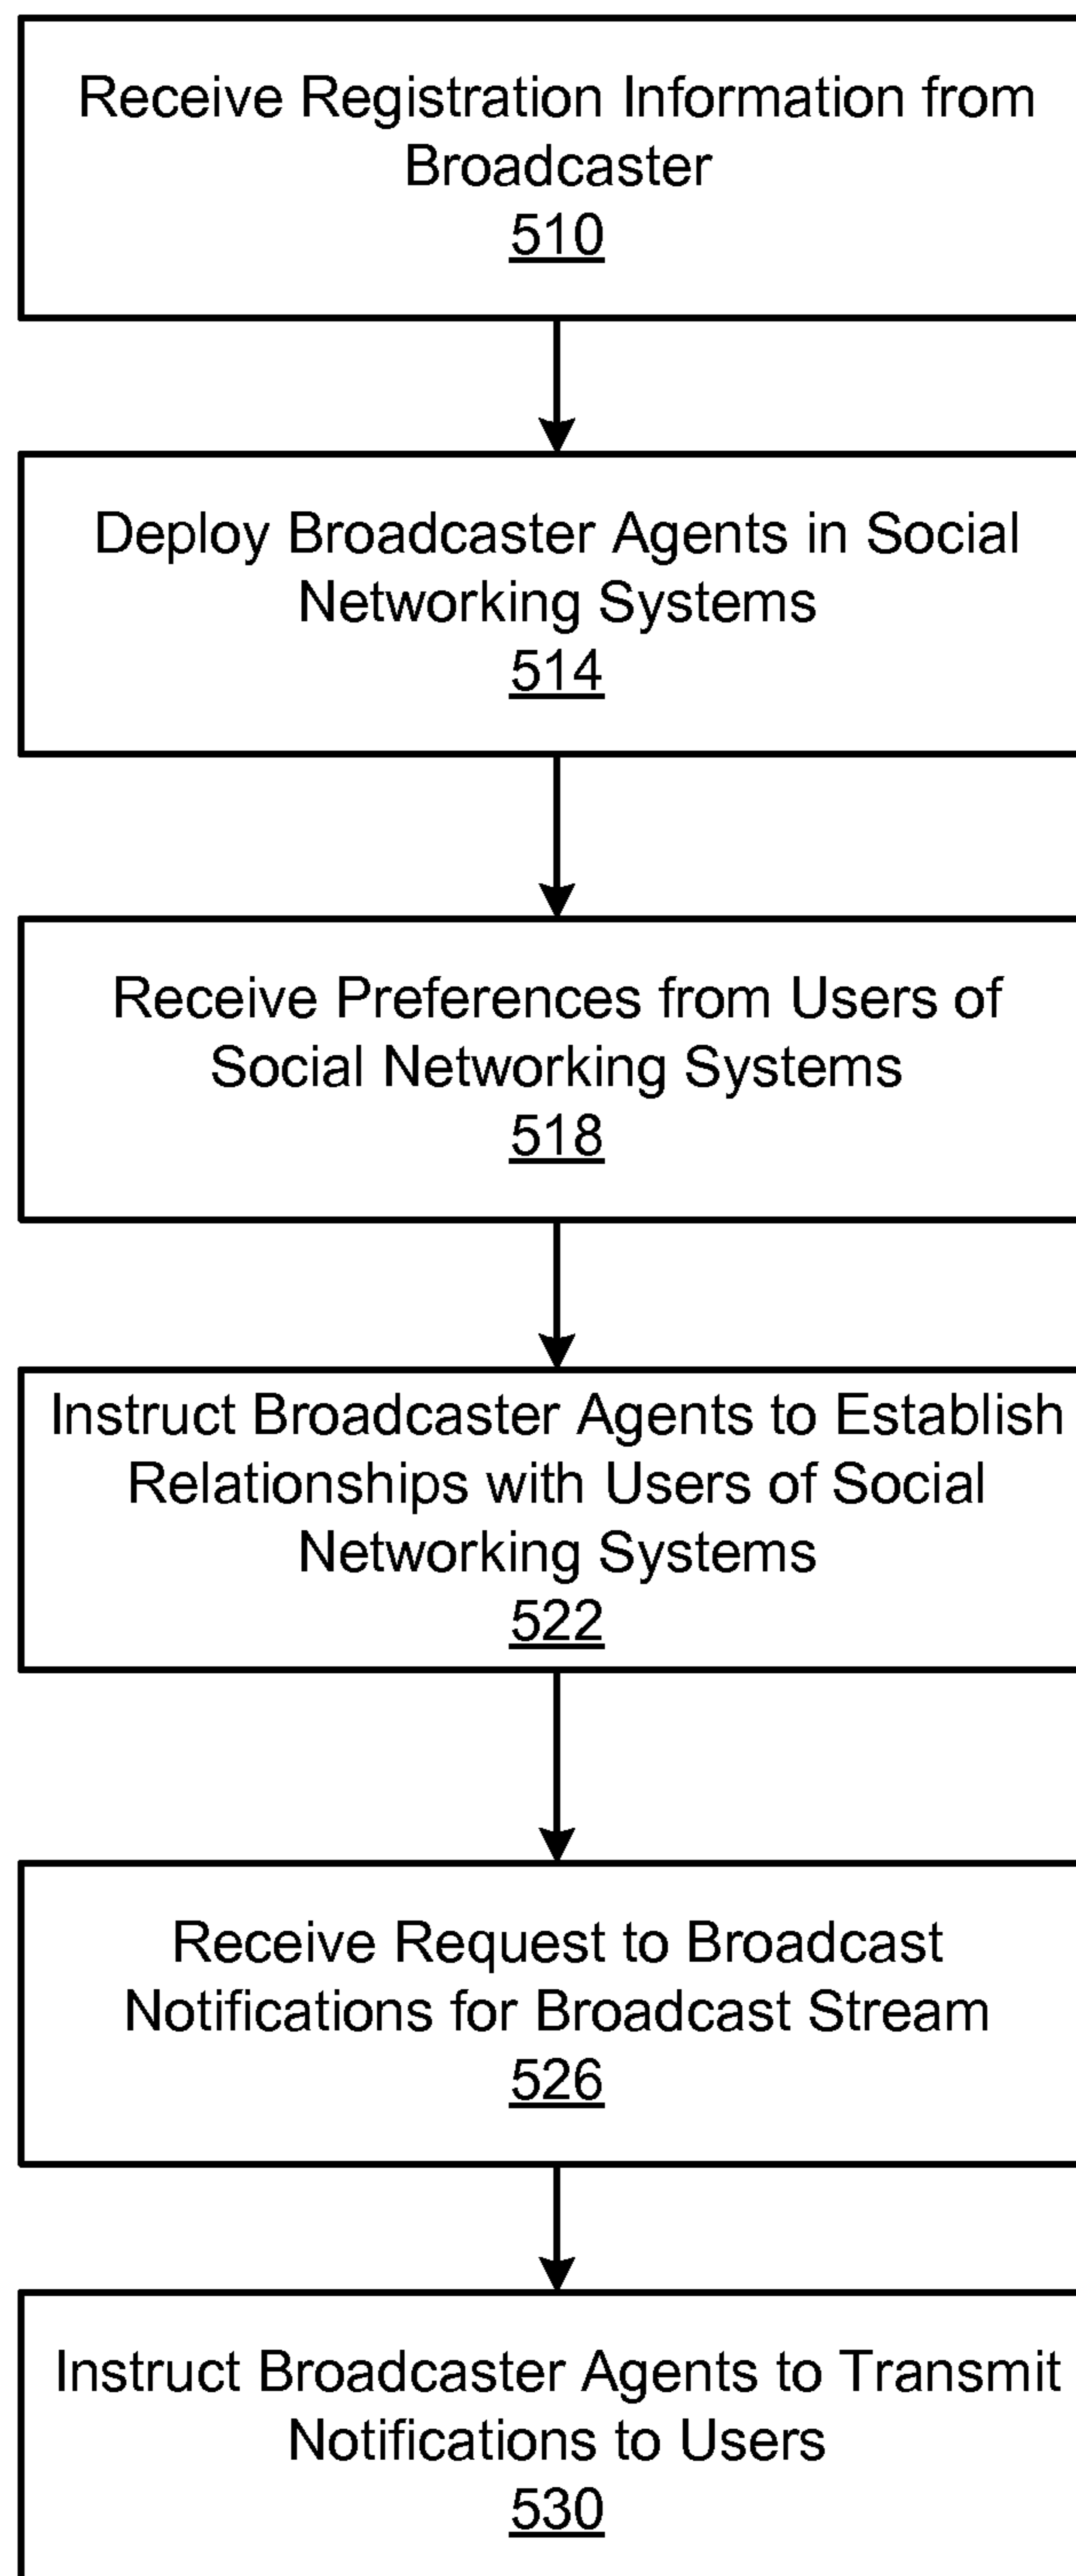 Receive Registration Information from
Broadcaster
510
Deploy Broadcaster Agents in Social
Networking Systems
514
Receive Preferences from Users of
Social Networking Systems
518
Instruct Broadcaster Agents to Establish
Relationships with Users of Social
Networking Systems
522
Receive Request to Broadcast
Notifications for Broadcast Stream
526
Instruct Broadcaster Agents to Transmit
Notifications to Users
530